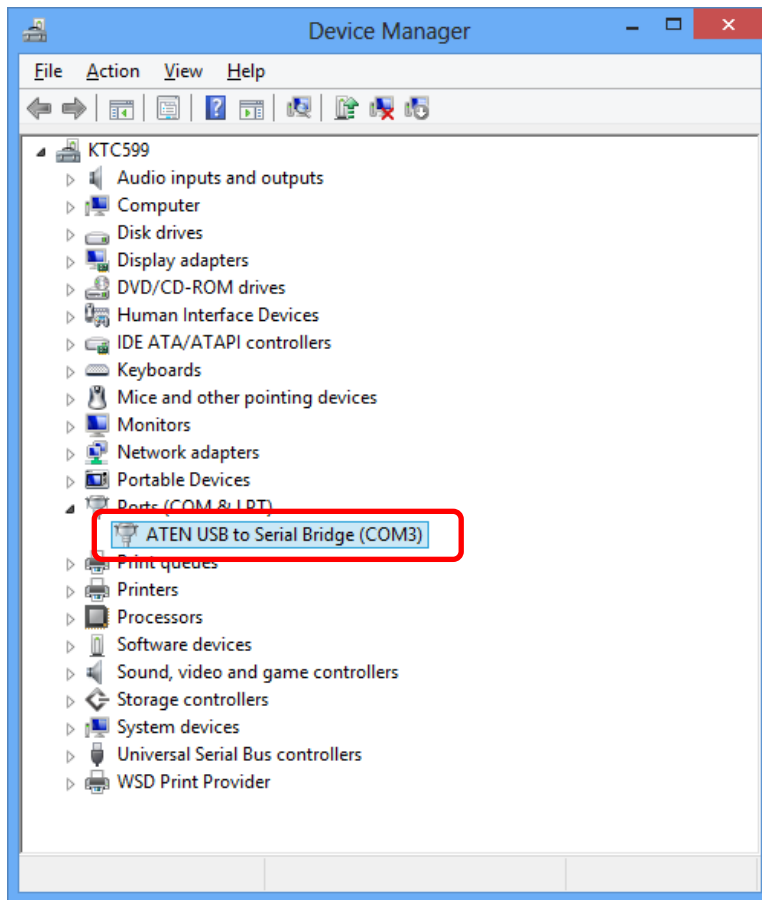 Device Manager
File Action View Help
KTC599
Audio inputs and outputs
Computer
Disk drives
Display adapters
DVD/CD-ROM drives
Human Interface Devices
IDE ATA/ATAPI controllers
Keyboards
Mice and other pointing devices
Monitors
Network adapters
Portable Devices
Ports (COM & LPT)
ATEN USB to Serial Bridge (COM3)
Print queues
Printers
Processors
Software devices
Sound, video and game controllers
Storage controllers
System devices
Universal Serial Bus controllers
WSD Print Provider